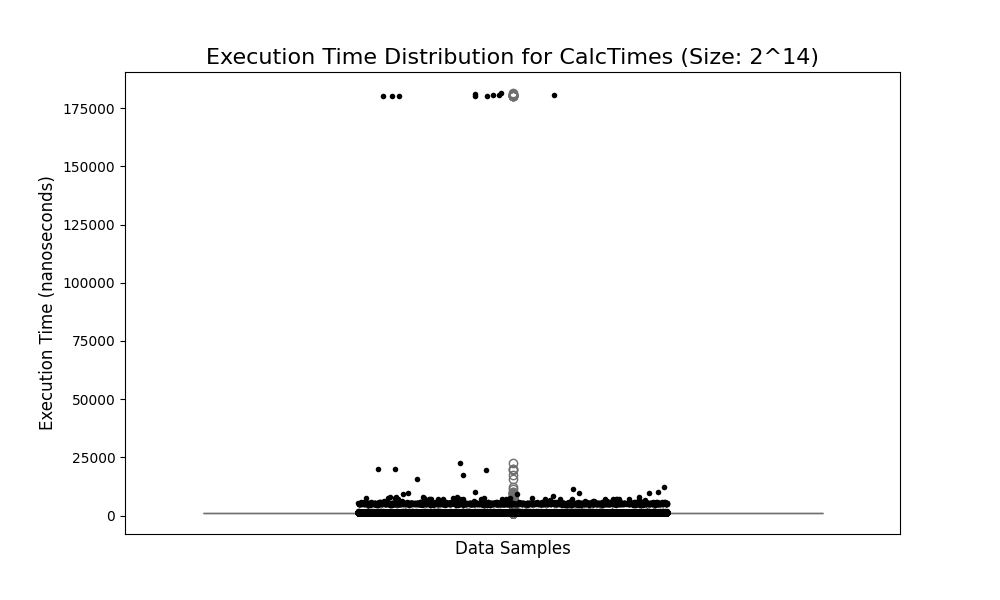 Execution Time Distribution for CalcTimes (Size: 2^14)
Execution Time (nanoseconds)
175000
150000
125000
100000
75000
50000
25000
0
Data Samples